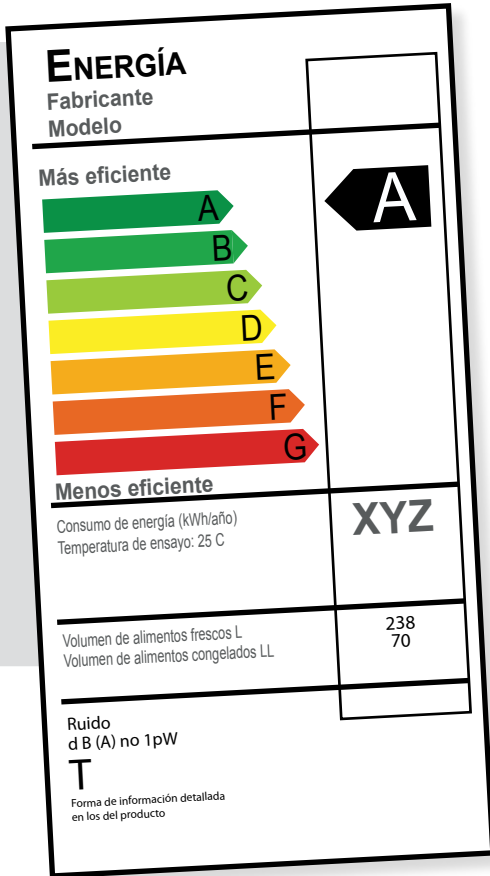 ENERGÍA
Fabricante
Modelo
Más eficiente
A
A
B
C
D
E
F
G
Menos eficiente
Consumo de energía (kWh/año)
Temperatura de ensayo: 25 C
XYZ
Volumen de alimentos frescos L
Volumen de alimentos congelados LL
238
70
Ruido
d B (A) no 1pW
T
Forma de información detallada
en los del producto